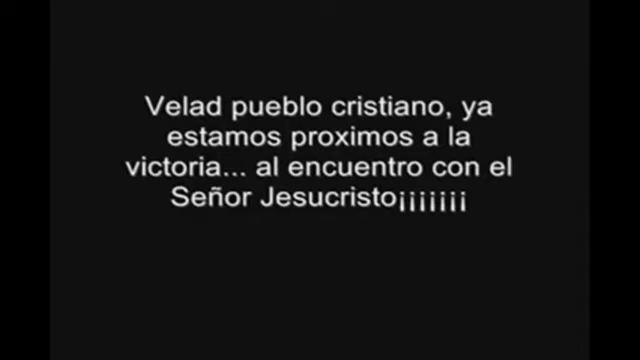 Velad pueblo cristiano, ya
estamos proximos a la
victoria... al encuentro con el
Señor Jesucristo¡¡¡¡¡¡¡